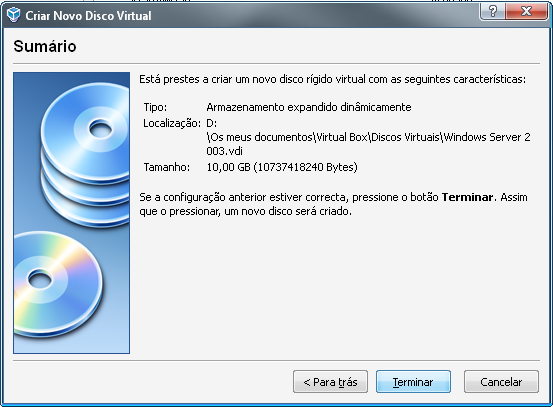 Criar Novo Disco Virtual
Sumário
Está prestes a criar um novo disco rígido virtual com as seguintes características:
Tipo: Armazenamento expandido dinâmicamente
Localização: D:
\Os meus documentos\Virtual Box\Discos Virtuais\Windows Server 2
003.vdi
Tamanho: 10,00 GB (10737418240 Bytes)
Se a configuração anterior estiver correcta, pressione o botão Terminar. Assim
que o pressionar, um novo disco será criado.
< Para trás Terminar Cancelar